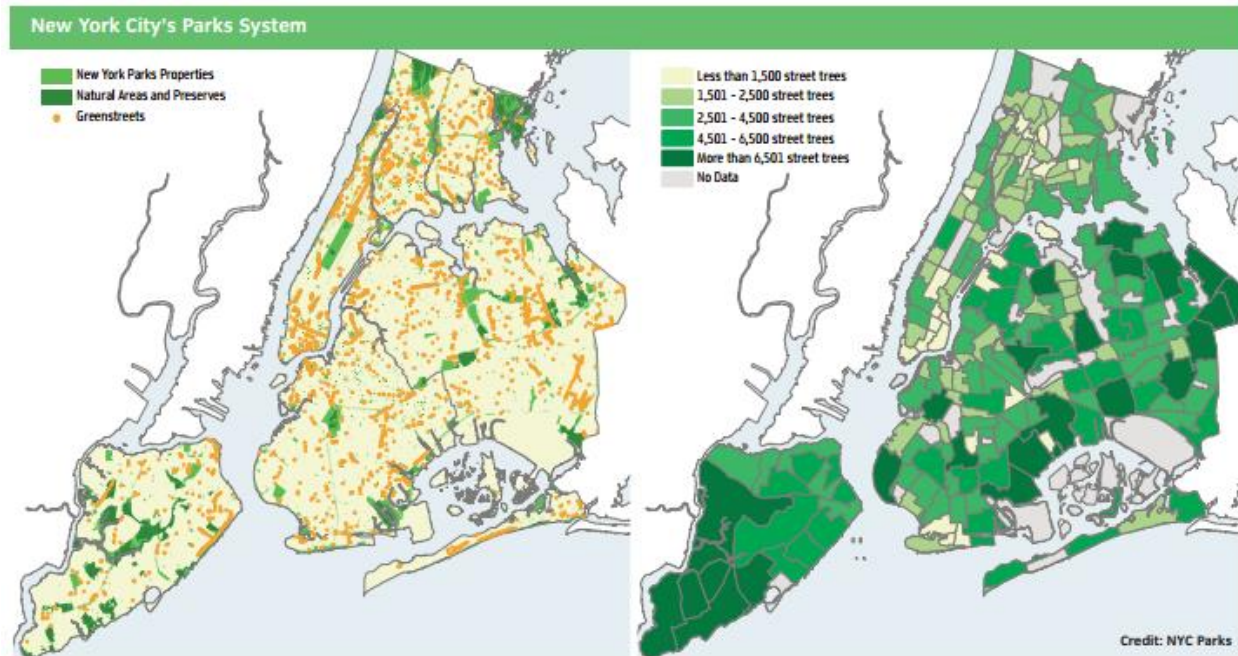 New York City's Parks System
New York Parks Properties
Natural Areas and Preserves
Greenstreets
Less than 1,500 street trees
1,501 - 2,500 street trees
2,501 - 4,500 street trees
4,501 - 6,500 street trees
More than 6,501 street trees
No Data
Credit: NYC Parks